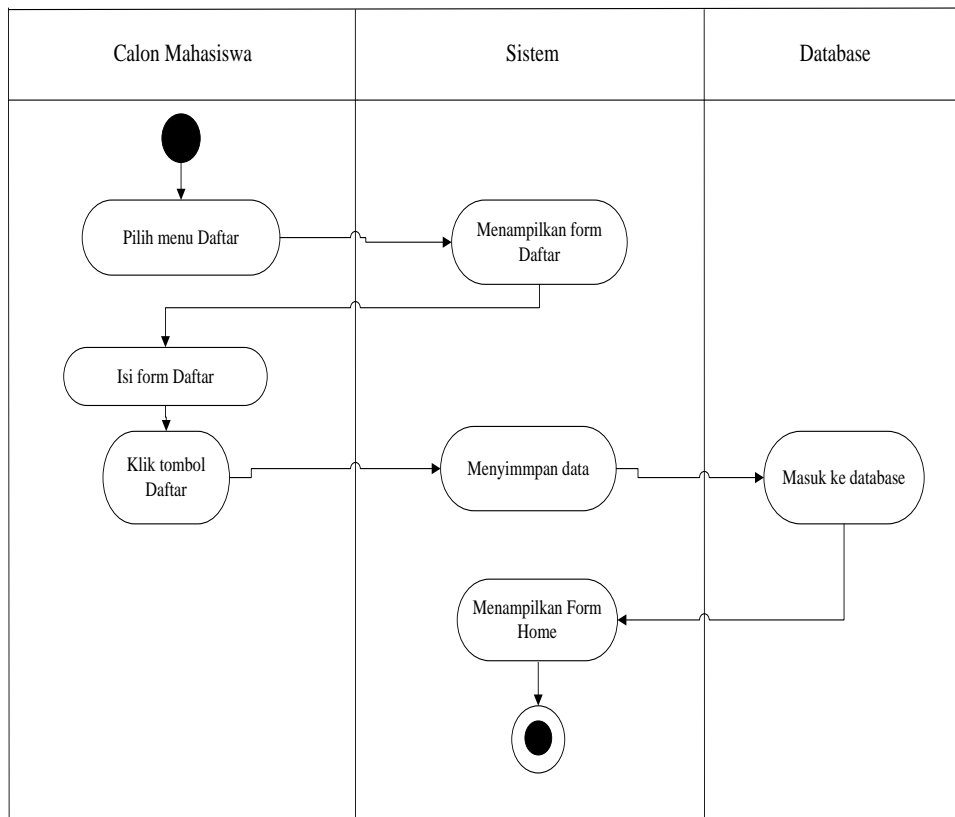 Calon Mahasiswa
Sistem
Database
Pilih menu Daftar
Menampilkan form
Daftar
Isi form Daftar
Klik tombol
Daftar
Menyimmpan data
Masuk ke database
Menampilkan Form
Home